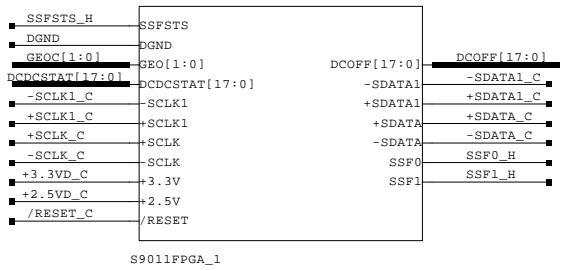 SSFSTS_H SSFSTS
DGND DGND
GEOC[1:0] GEO[1:0] DCOFF[17:0] DCOFF[17:0]
DCDCSTAT[17:0] DCDCSTAT[17:0] -SDATA1 -SDATA1_C
-SCLK1_C -SCLK1 +SDATA1 +SDATA1_C
+SCLK1_C +SCLK1 +SDATA +SDATA_C
+SCLK_C +SCLK -SDATA -SDATA_C
-SCLK_C -SCLK SSF0 SSF0_H
+3.3VD_C +3.3V SSF1 SSF1_H
+2.5VD_C +2.5V
/RESET_C /RESET
S9011FPGA_1